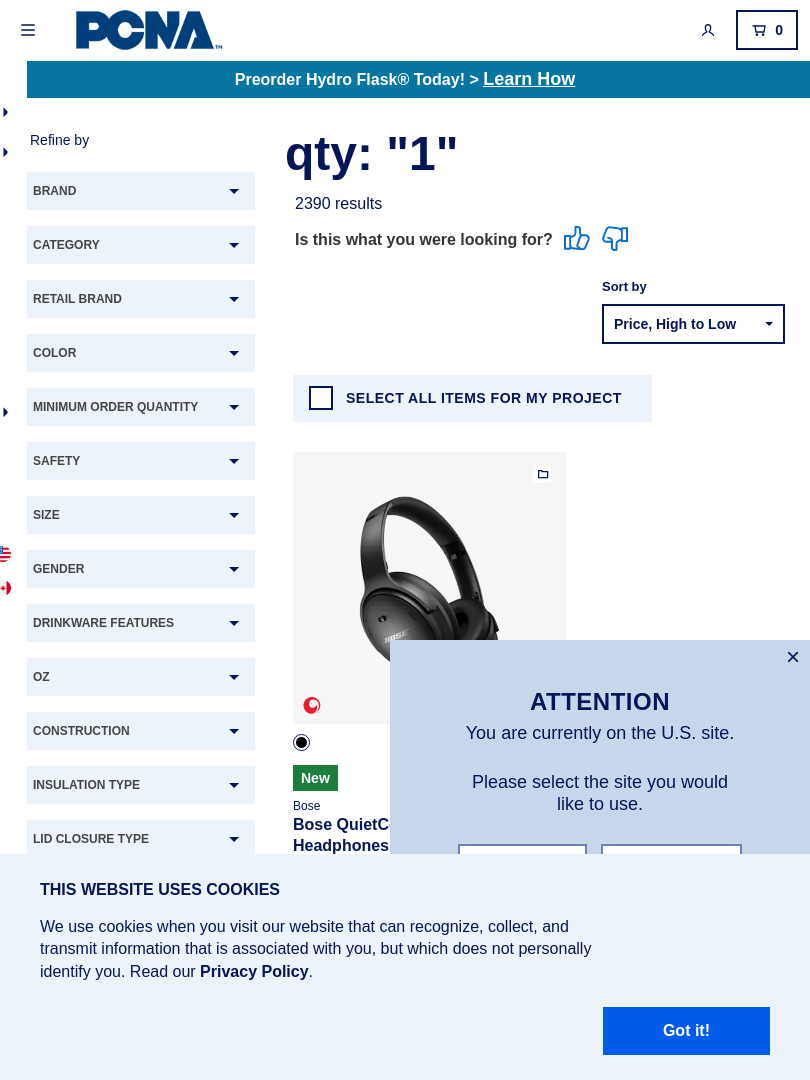 PCNA™
0
Preorder Hydro Flask® Today! > Learn How
Refine by
qty: "1"
2390 results
Is this what you were looking for?
Sort by
Price, High to Low
BRAND
CATEGORY
RETAIL BRAND
COLOR
MINIMUM ORDER QUANTITY
SAFETY
SIZE
GENDER
DRINKWARE FEATURES
OZ
CONSTRUCTION
INSULATION TYPE
LID CLOSURE TYPE
SELECT ALL ITEMS FOR MY PROJECT
BOSE
New
Bose
Bose QuietC
Headphones
ATTENTION
You are currently on the U.S. site.
Please select the site you would
like to use.
THIS WEBSITE USES COOKIES
We use cookies when you visit our website that can recognize, collect, and
transmit information that is associated with you, but which does not personally
identify you. Read our Privacy Policy.
Got it!